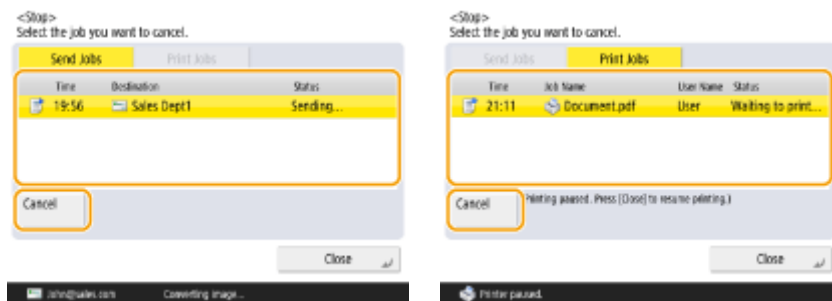 <Stop>
Select the job you want to cancel.
Send Jobs Print Jobs
Time Destination Status
19:56 Sales Dept1 Sending...
Cancel
Close
John@sales.com Converting image...
<Stop>
Select the job you want to cancel.
Send Jobs Print Jobs
Time Job Name User Name Status
21:11 Document.pdf User Waiting to print...
Cancel Printing paused. Press [Close] to resume printing.)
Close
Printer paused.